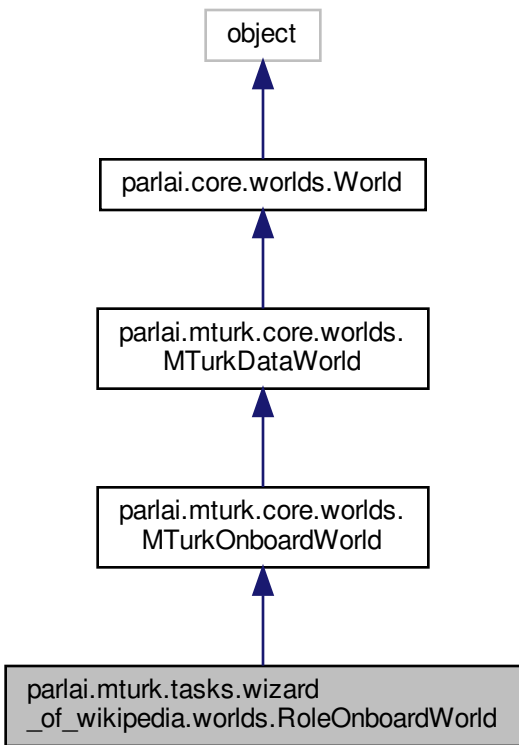 object
parlai.core.worlds.World
parlai.mturk.core.worlds.
MTurkDataWorld
parlai.mturk.core.worlds.
MTurkOnboardWorld
parlai.mturk.tasks.wizard
_of_wikipedia.worlds.RoleOnboardWorld